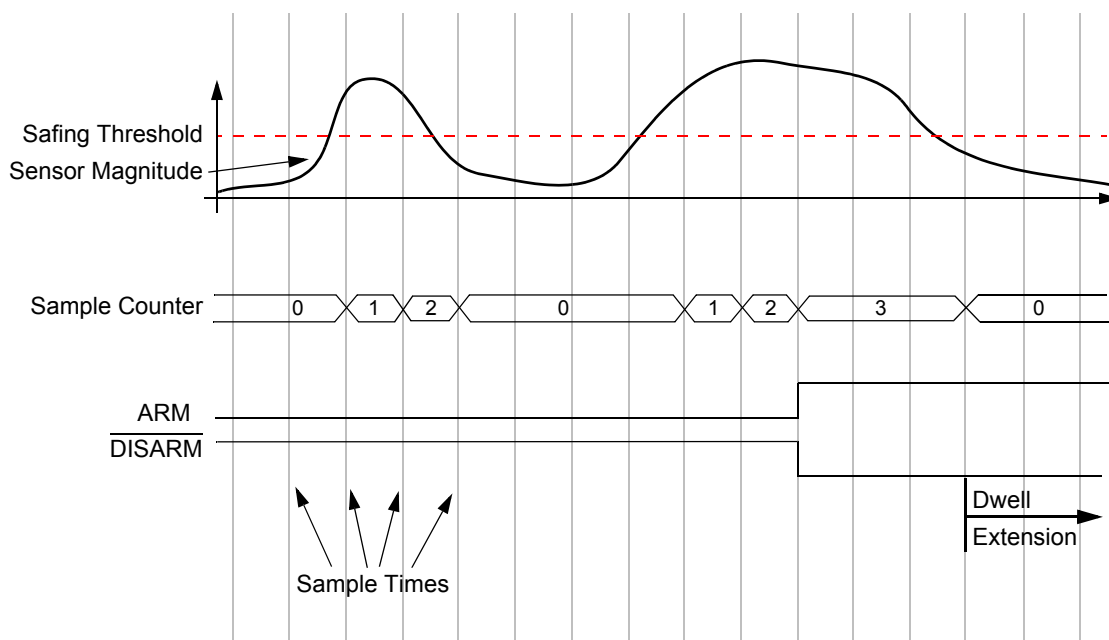 Safing Threshold
Sensor Magnitude
Sample Counter
0 1 2 0 1 2 3 0
ARM
DISARM
Dwell
Extension
Sample Times